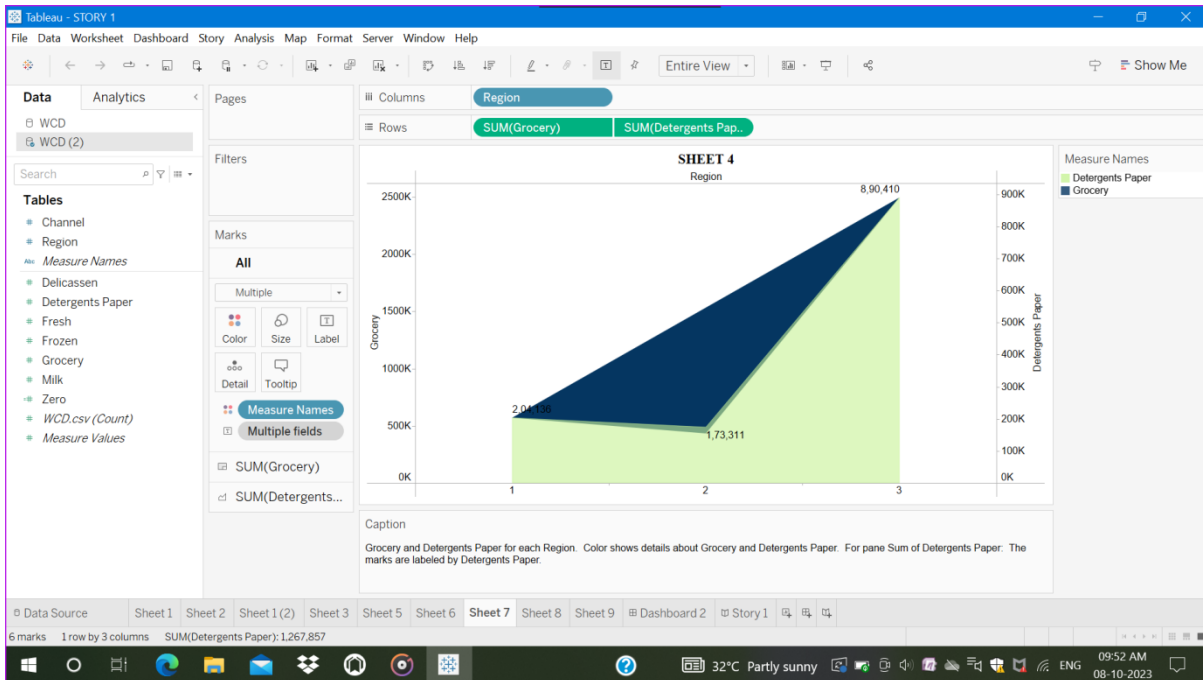 Tableau - STORY 1
File Data Worksheet Dashboard Story Analysis Map Format Server Window Help
Entire View
Show Me
Data Analytics
Pages
Columns
Region
WCD
WCD (2)
Rows
SUM(Grocery)
SUM(Detergents Pap..
Search
Filters
Tables
Channel
Region
Abc Measure Names
Delicassen
Detergents Paper
Fresh
Frozen
Grocery
Milk
Zero
WCD.csv (Count)
Measure Values
Marks
All
Multiple
Color Size Label
Detail Tooltip
Measure Names
Multiple fields
SUM(Grocery)
SUM(Detergents...
SHEET 4
Region
2500K
2000K
1500K
1000K
500K
0K
Grocery
8,90,410
2,04,136
1,73,311
1 2 3
900K
800K
700K
600K
500K
400K
300K
200K
100K
0K
Detergents Paper
Measure Names
Detergents Paper
Grocery
Caption
Grocery and Detergents Paper for each Region. Color shows details about Grocery and Detergents Paper. For pane Sum of Detergents Paper: The
marks are labeled by Detergents Paper.
Data Source Sheet 1 Sheet 2 Sheet 1 (2) Sheet 3 Sheet 5 Sheet 6 Sheet 7 Sheet 8 Sheet 9 Dashboard 2 Story 1
6 marks 1 row by 3 columns SUM(Detergents Paper): 1,267,857
32°C Partly sunny
ENG
09:52 AM
08-10-2023